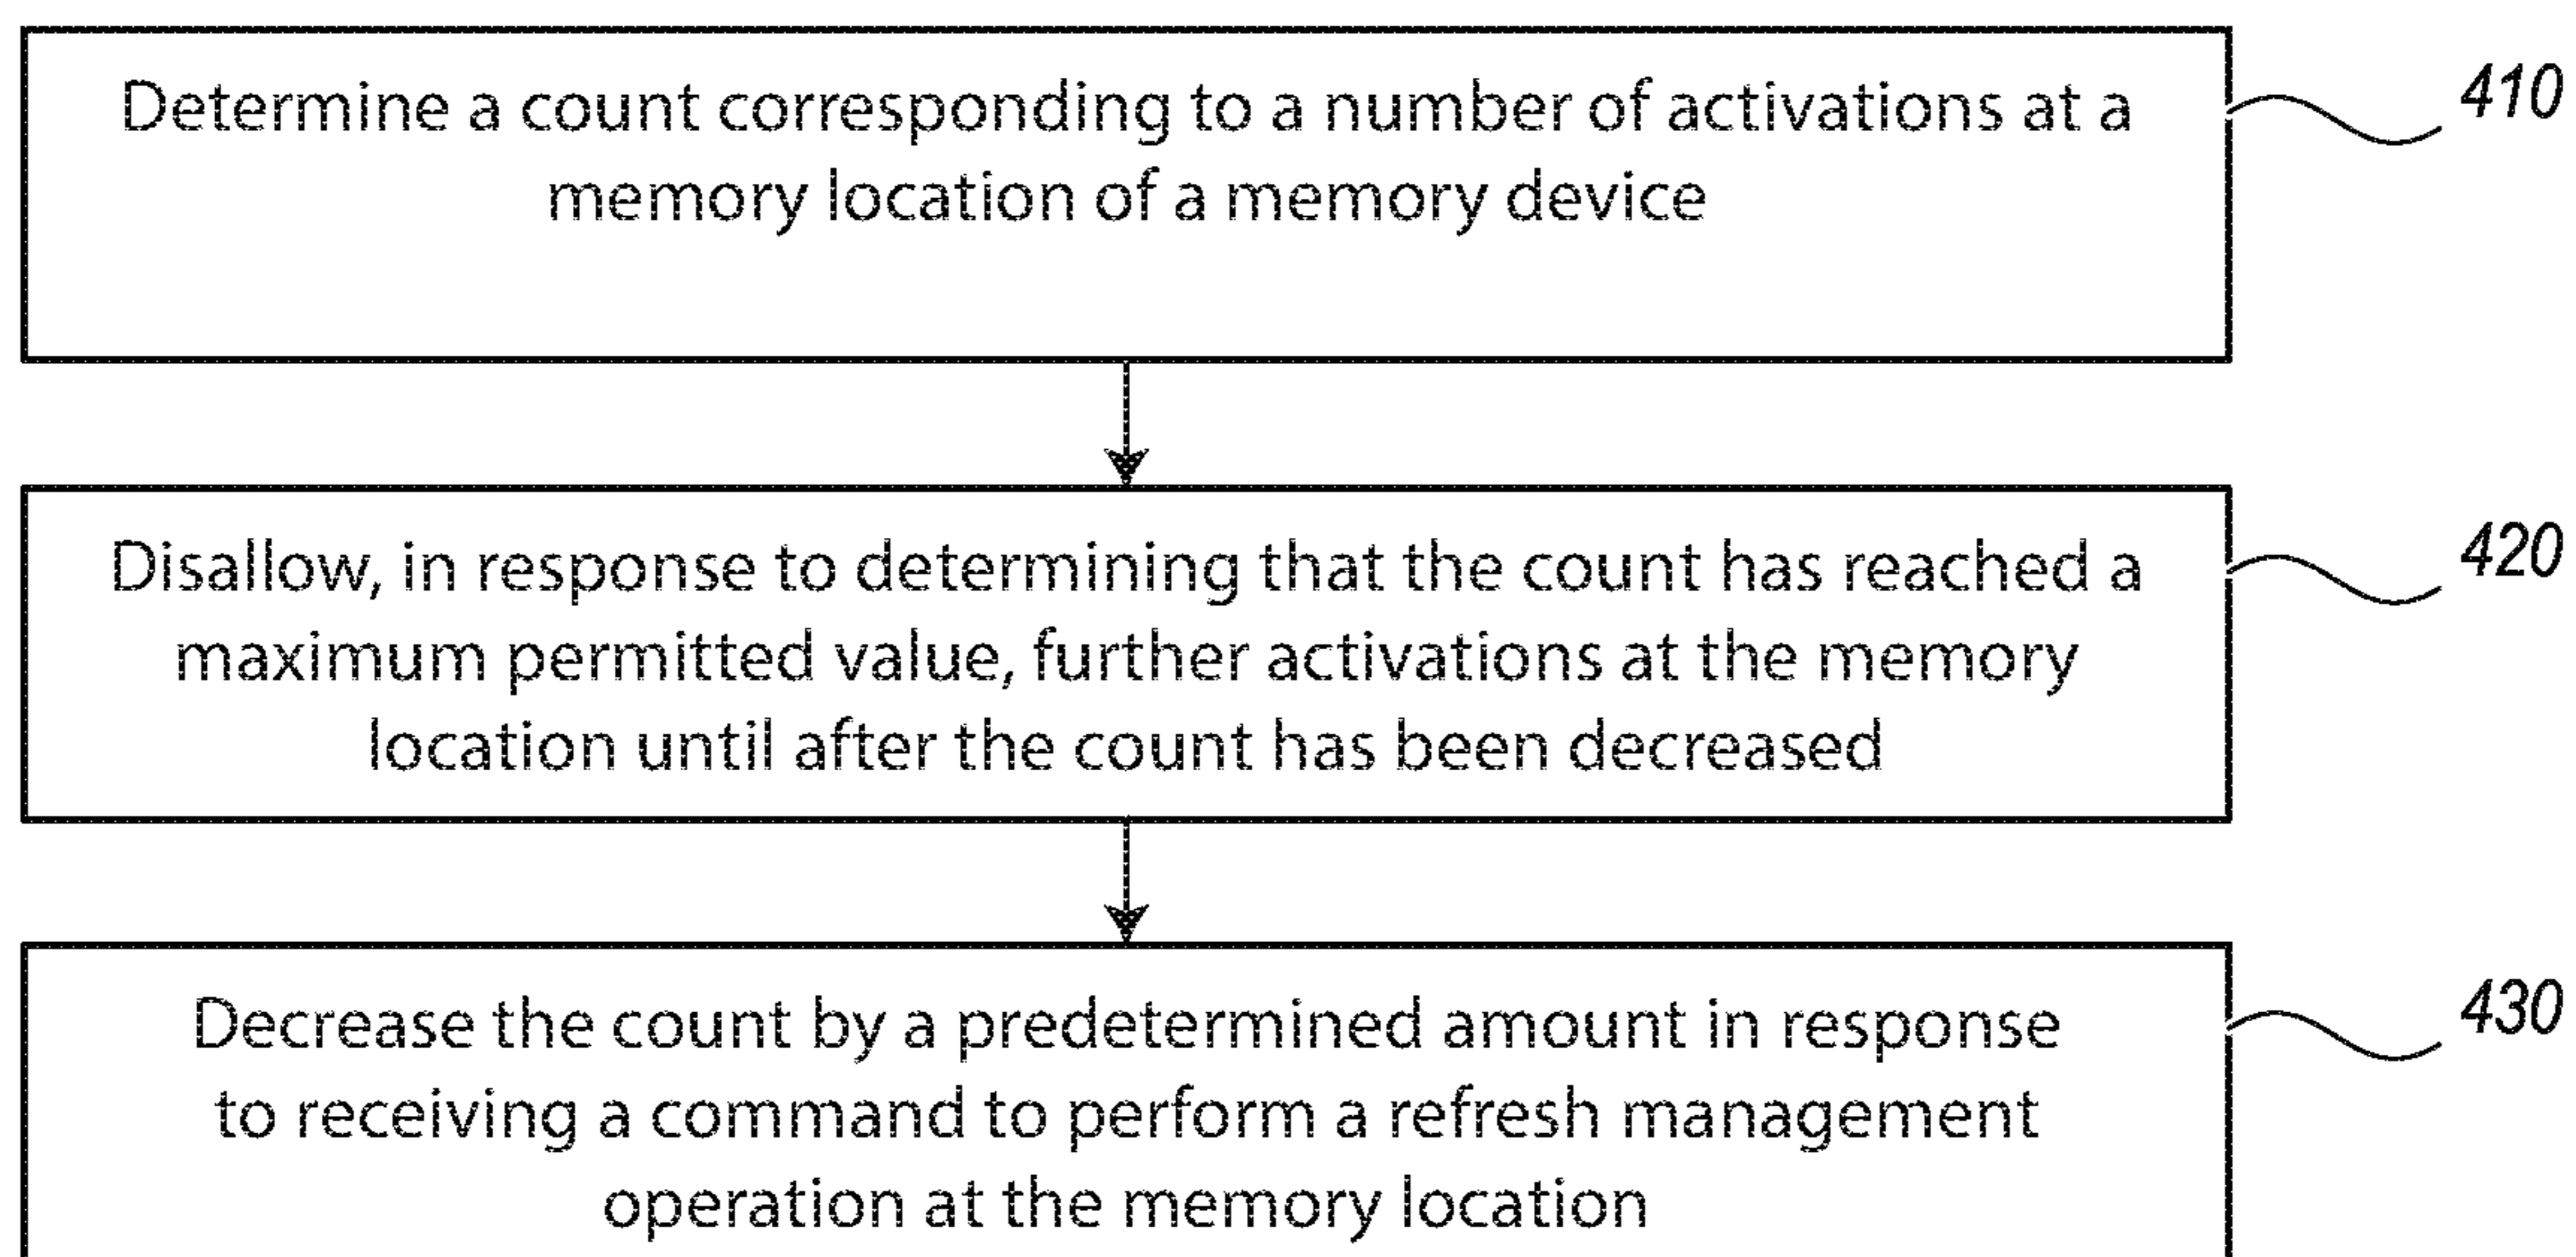 Determine a count corresponding to a number of activations at a
memory location of a memory device
410
Disallow, in response to determining that the count has reached a
maximum permitted value, further activations at the memory
location until after the count has been decreased
420
Decrease the count by a predetermined amount in response
to receiving a command to perform a refresh management
operation at the memory location
430